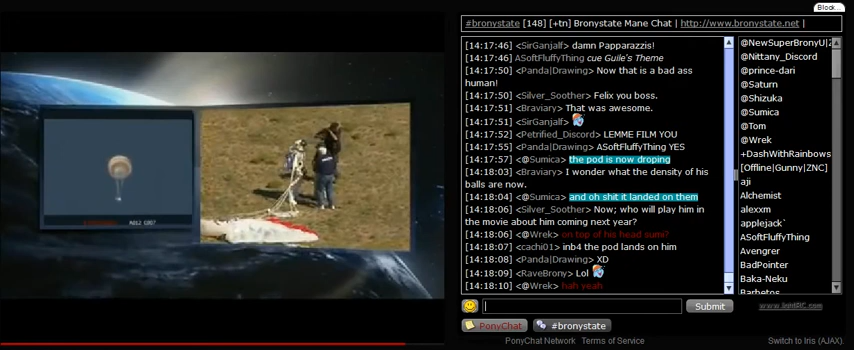 Block...
#bronystate [148] [+tn] Bronystate Mane Chat | http://www.bronystate.net |
[14:17:46] <SirGanjalf> damn Papparazzis!
[14:17:46] ASoftFluffyThing cue Guile's Theme
[14:17:50] <Panda|Drawing> Now that is a bad ass
human!
[14:17:50] <Silver_Soother> Felix you boss.
[14:17:51] <Braviary> That was awesome.
[14:17:51] <SirGanjalf>
[14:17:52] <Petrified_Discord> LEMME FILM YOU
[14:17:55] <Panda|Drawing> ASoftFluffyThing YES
[14:17:57] <@Sumica> the pod is now droping
[14:18:03] <Braviary> I wonder what the density of his
balls are now.
[14:18:04] <@Sumica> and oh shit it landed on them
[14:18:06] <Silver_Soother> Now; who will play him in
the movie about him coming next year?
[14:18:06] <@Wrek> on top of his head sumi?
[14:18:07] <cachi01> inb4 the pod lands on him
[14:18:08] <Panda|Drawing> XD
[14:18:09] <RaveBrony> Lol
[14:18:10] <@Wrek> hah yeah
@NewSuperBronyU|Z
@Nittany_Discord
@prince-dari
@Saturn
@Shizuka
@Sumica
@Tom
@Wrek
+DashWithRainbows
[Offline|Gunny|ZNC]
aji
Alchemist
alexxm
applejack`
ASoftFluffyThing
Avengrer
BadPointer
Baka-Neku
Barbetos
Submit
PonyChat
#bronystate
PonyChat Network Terms of Service
Switch to Iris (AJAX).